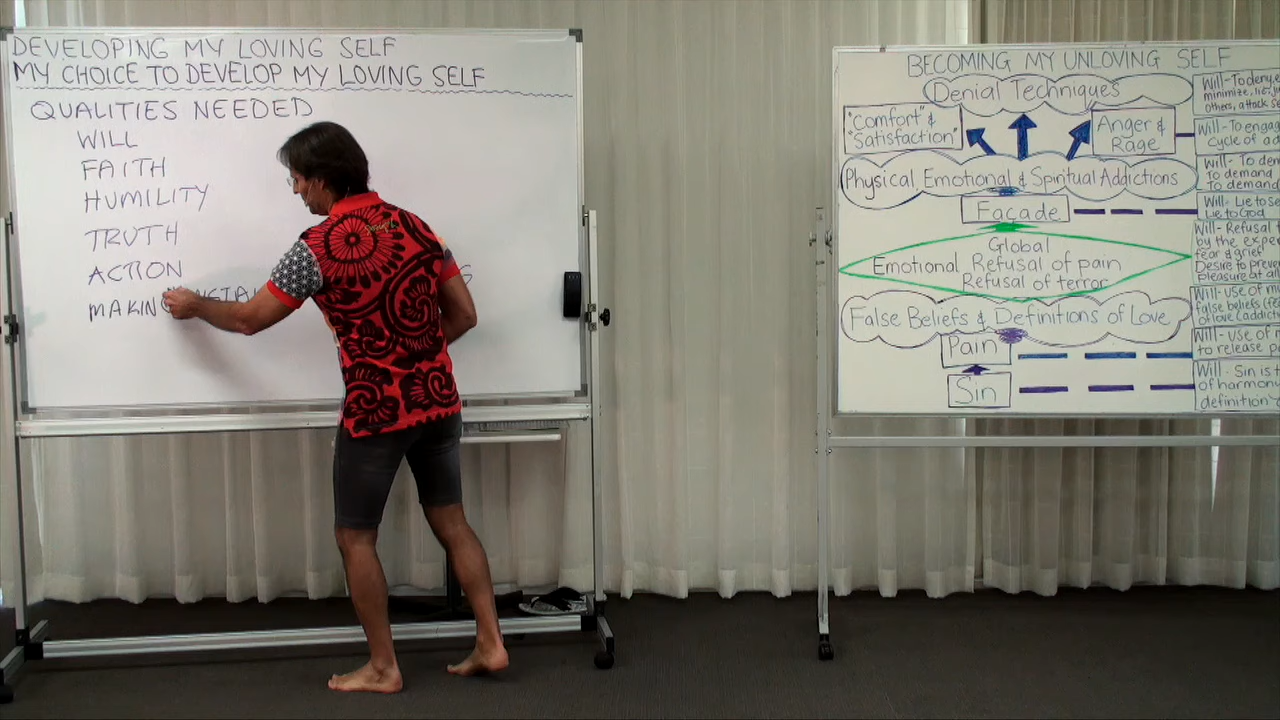 DEVELOPING MY LOVING SELF
MY CHOICE TO DEVELOP MY LOVING SELF
QUALITIES NEEDED
WILL
FAITH
HUMILITY
TRUTH
ACTION
MAKING
BECOMING MY UNLOVING SELF
Denial Techniques
"Comfort" &
"Satisfaction"
Anger &
Rage
Physical Emotional & Spiritual Addictions
Façade
Global
Emotional Refusal of pain
Refusal of terror
False Beliefs & Definitions of Love
Pain
Sin
Will - To deny,
minimize, lie,
others, attack
Will - To engage
cycle of
Will - To
To demand
To demand
Will - Lie to
Lie to God
Will - Refusal
by the
fear & grief
Desire to
pleasure at
Will - use of
false beliefs
of love
Will - use of
to release
Will - Sin is
of
definition